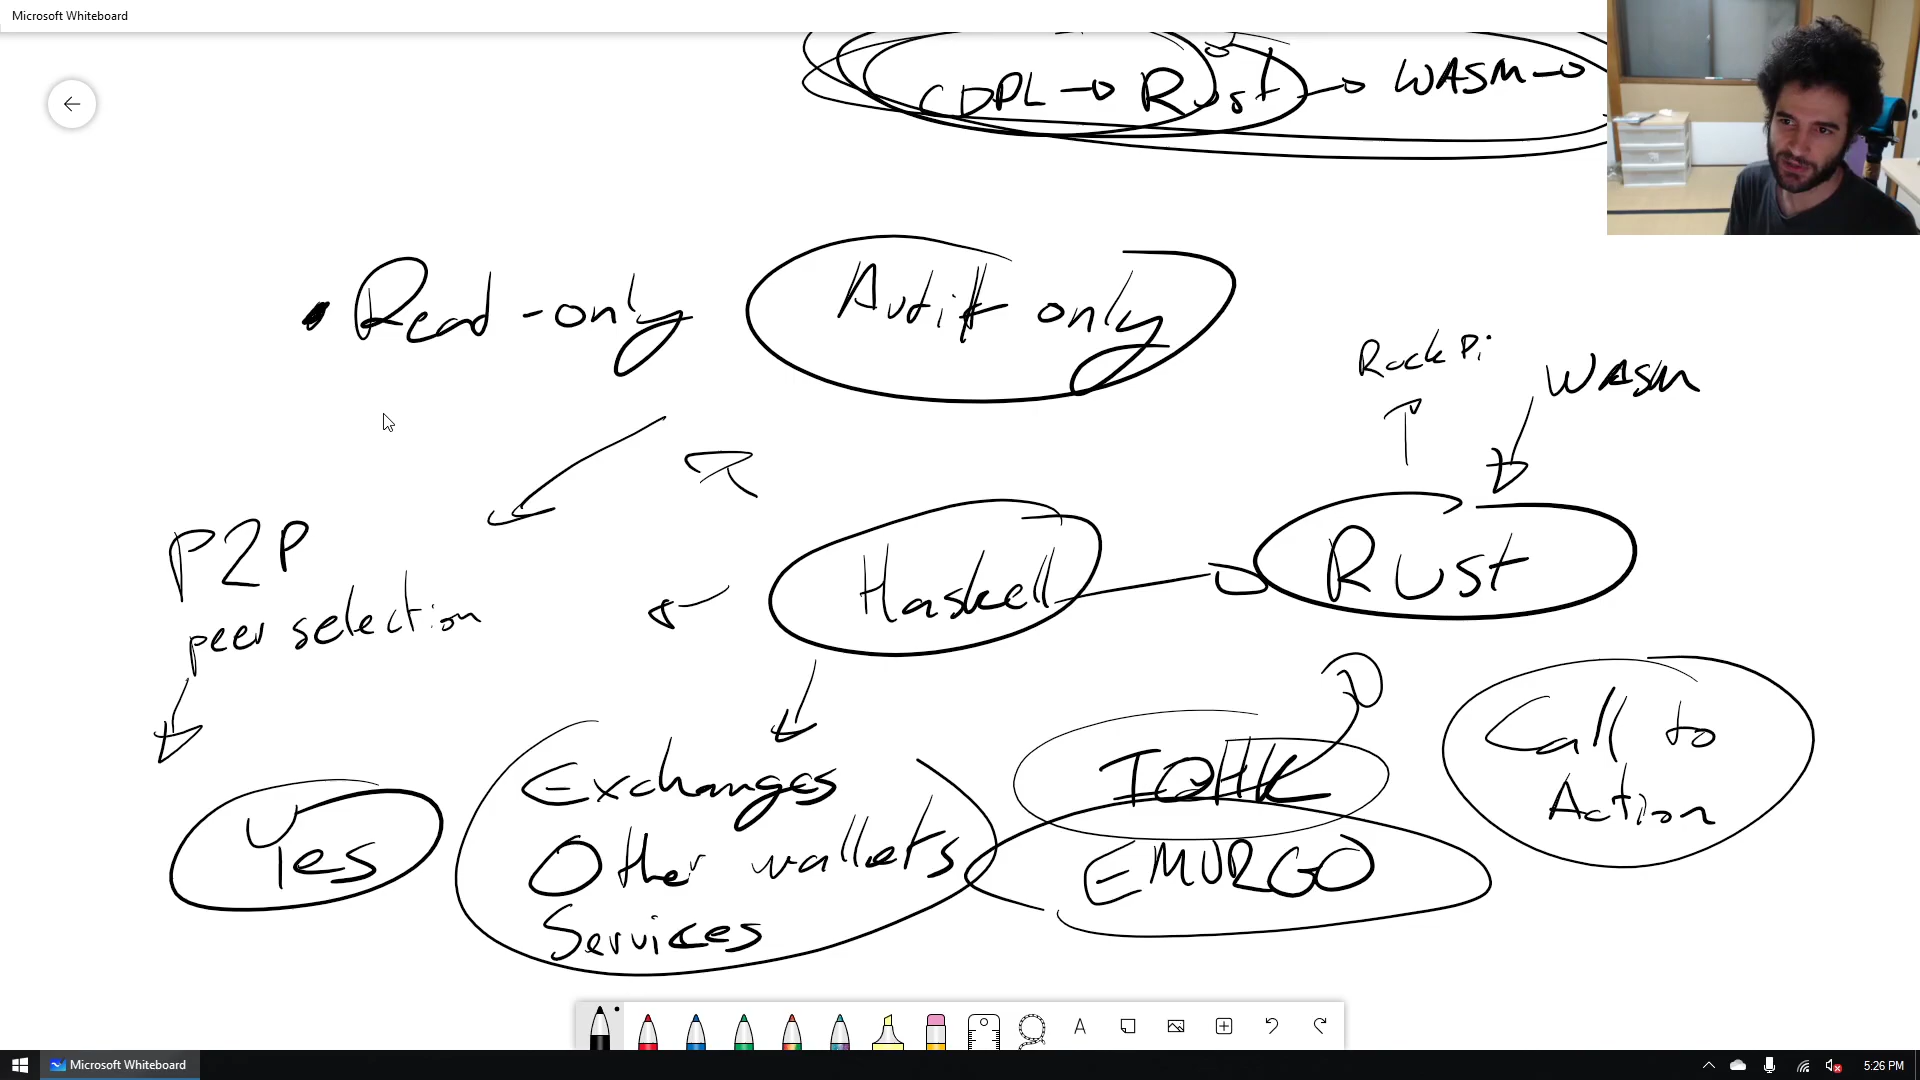 Microsoft Whiteboard
CDDL → Rust → WASM →
• Read-only
Audit only
Rock Pi
WASM
P2P
peer selection
Haskell
Rust
Yes
Exchanges
Other wallets
Services
IOHK
EMURGO
Call to
Action
A
Microsoft Whiteboard
5:26 PM